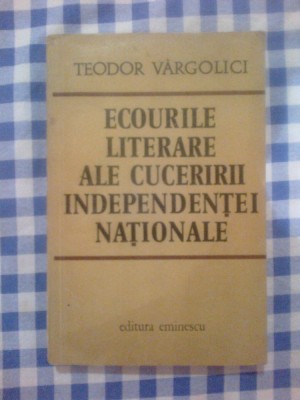 TEODOR VÂRGOLICI
ECOURILE
LITERARE
ALE CUCERIRII
INDEPENDENȚEI
NAȚIONALE
editura eminescu